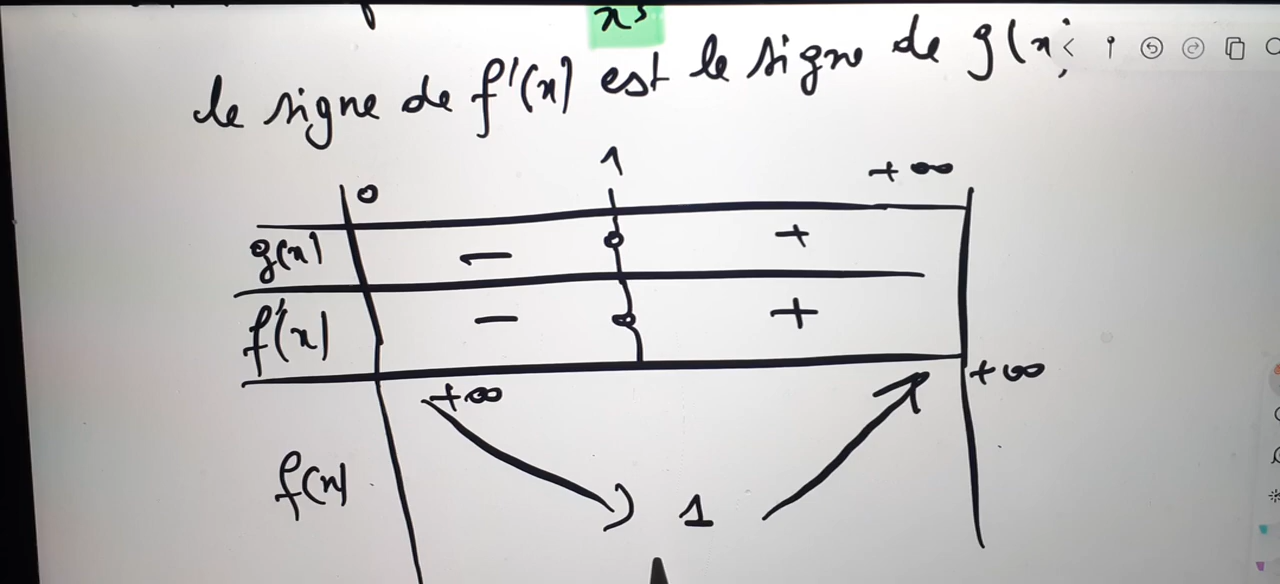 x³
le signe de f'(x) est le signe de g(x)
0 1 +∞
g(x) − 0 +
f'(x) − 0 +
+∞ +∞
f(x) 1